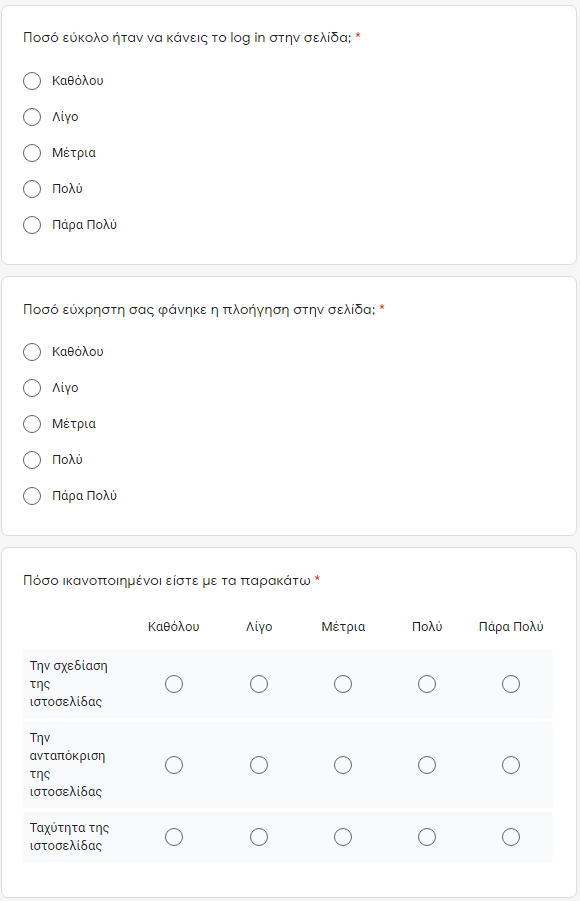 Ποσό εύκολο ήταν να κάνεις το log in στην σελίδα; *
Καθόλου
Λίγο
Μέτρια
Πολύ
Πάρα Πολύ
Ποσό εύχρηστη σας φάνηκε η πλοήγηση στην σελίδα; *
Καθόλου
Λίγο
Μέτρια
Πολύ
Πάρα Πολύ
Πόσο ικανοποιημένοι είστε με τα παρακάτω *
Καθόλου Λίγο Μέτρια Πολύ Πάρα Πολύ
Την σχεδίαση
της
ιστοσελίδας
Την
ανταπόκριση
της
ιστοσελίδας
Ταχύτητα της
ιστοσελίδας